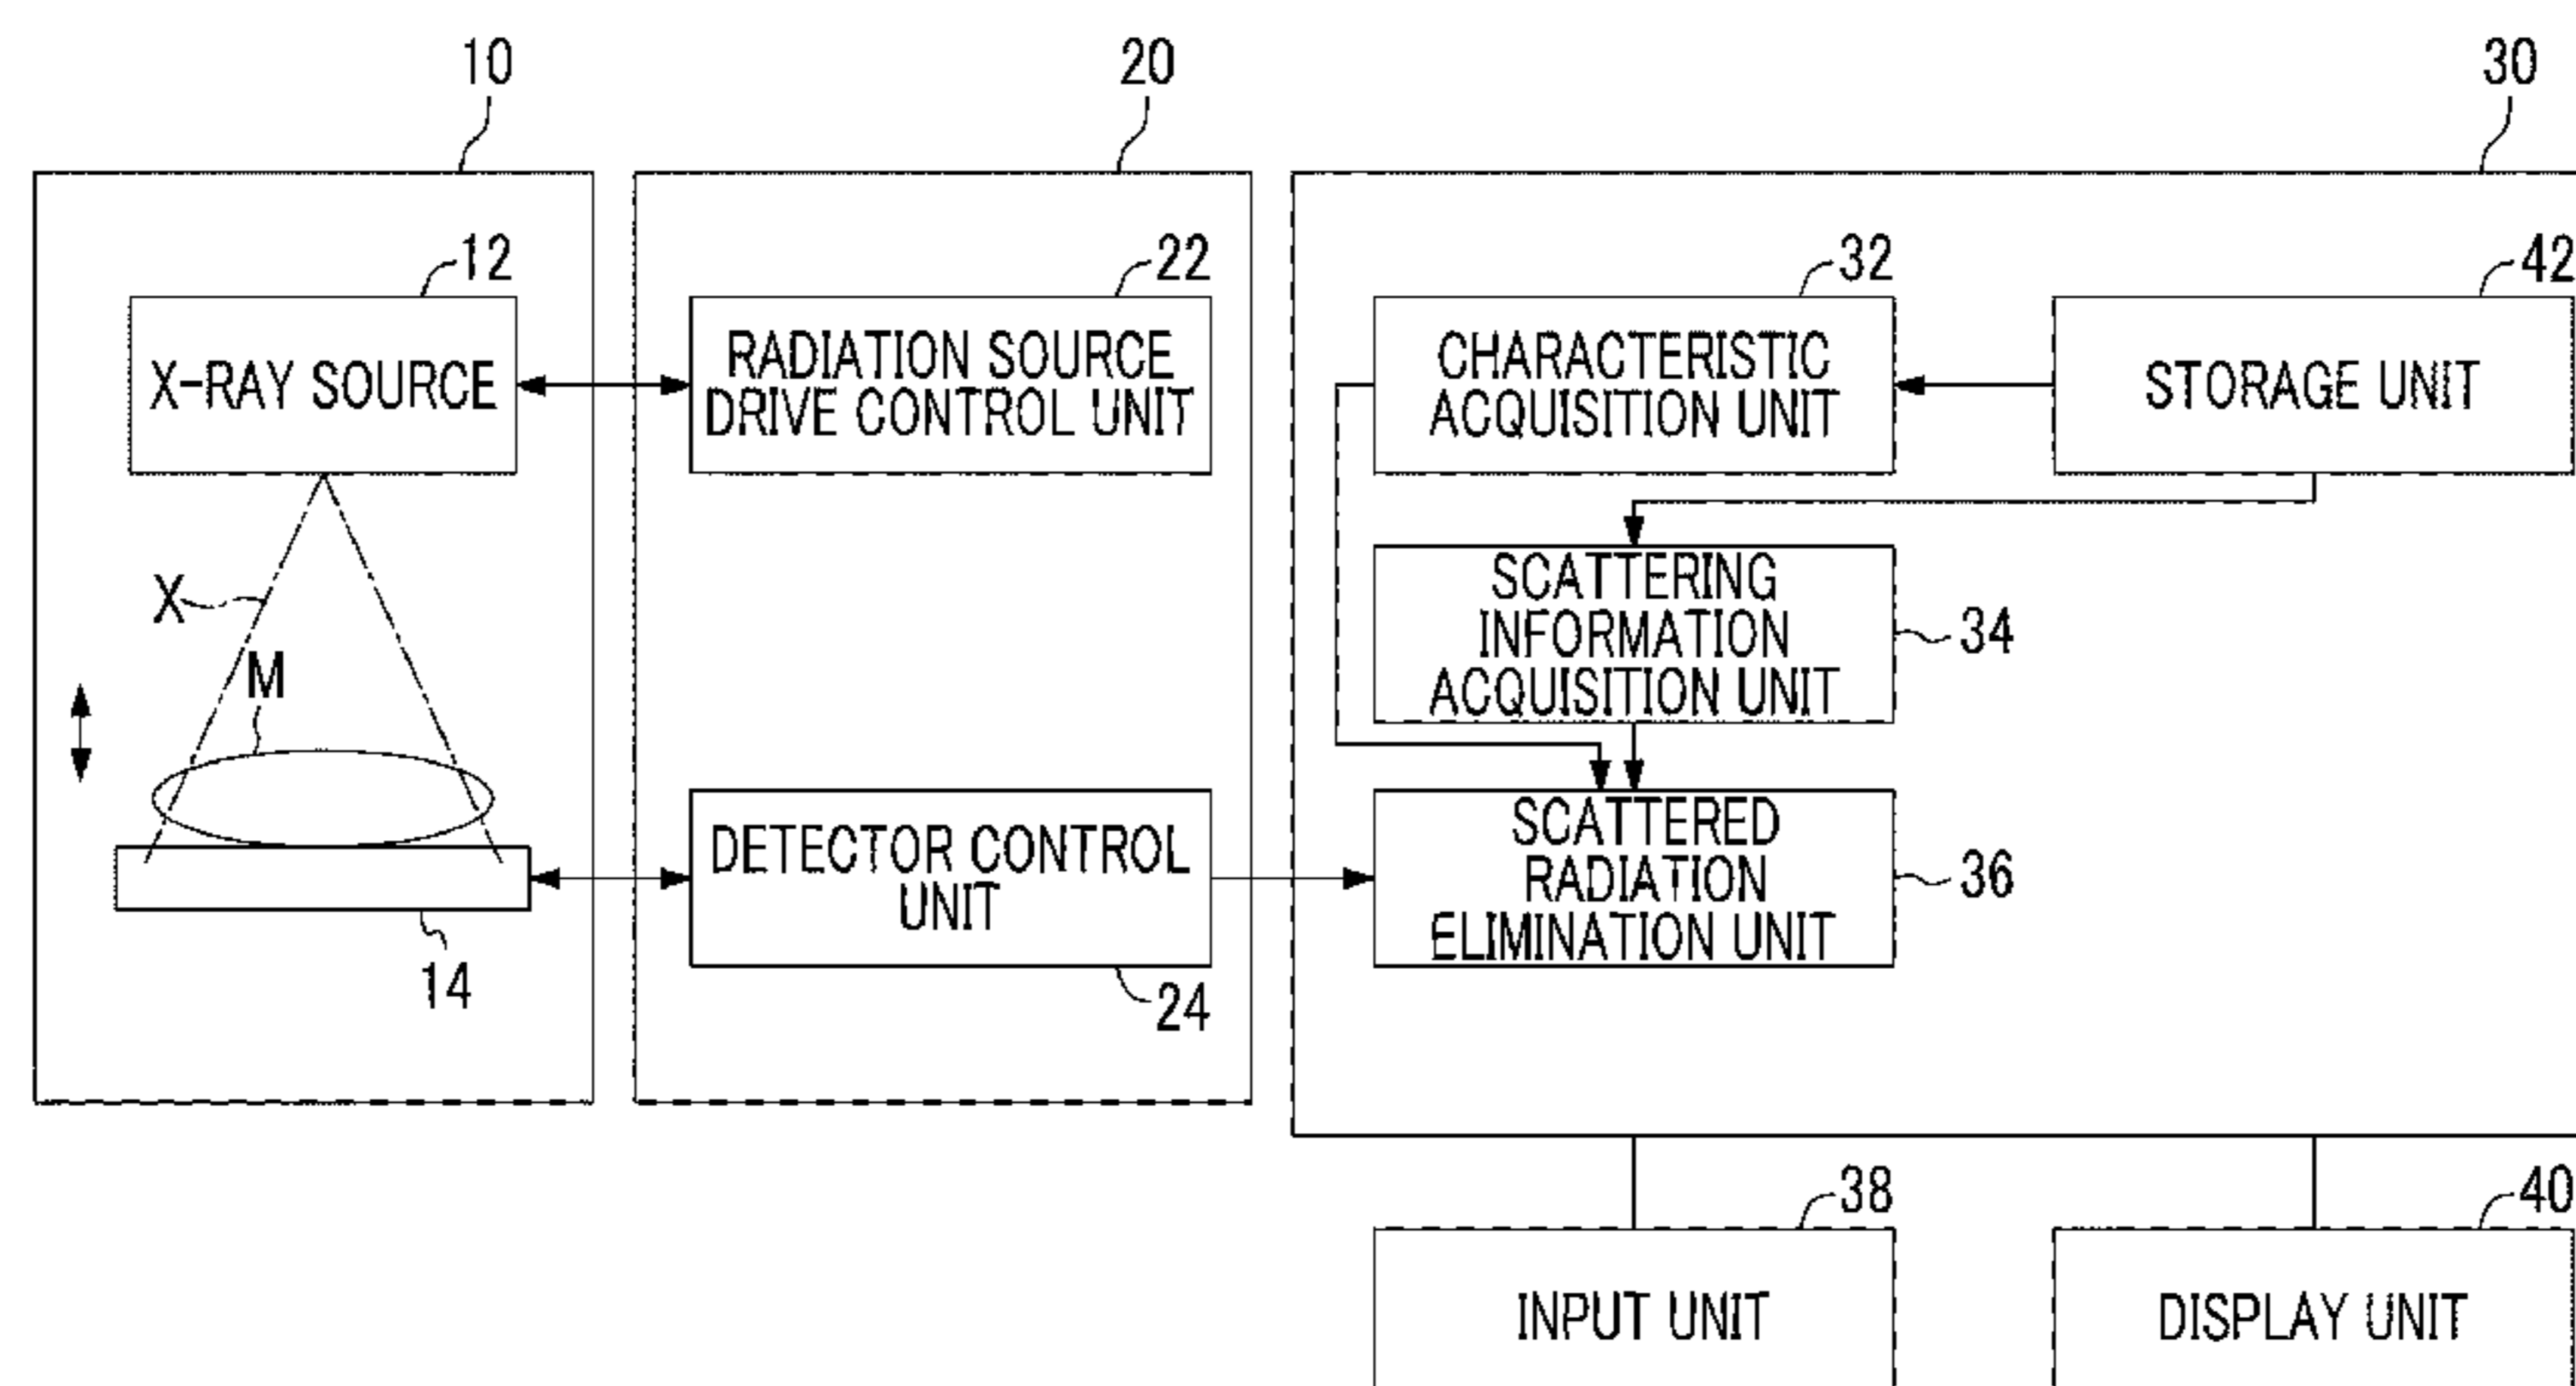 10
20
30
12
22
32
42
X-RAY SOURCE
RADIATION SOURCE
DRIVE CONTROL UNIT
CHARACTERISTIC
ACQUISITION UNIT
STORAGE UNIT
X
M
SCATTERING
INFORMATION
ACQUISITION UNIT
34
DETECTOR CONTROL
UNIT
SCATTERED
RADIATION
ELIMINATION UNIT
36
14
24
38
40
INPUT UNIT
DISPLAY UNIT